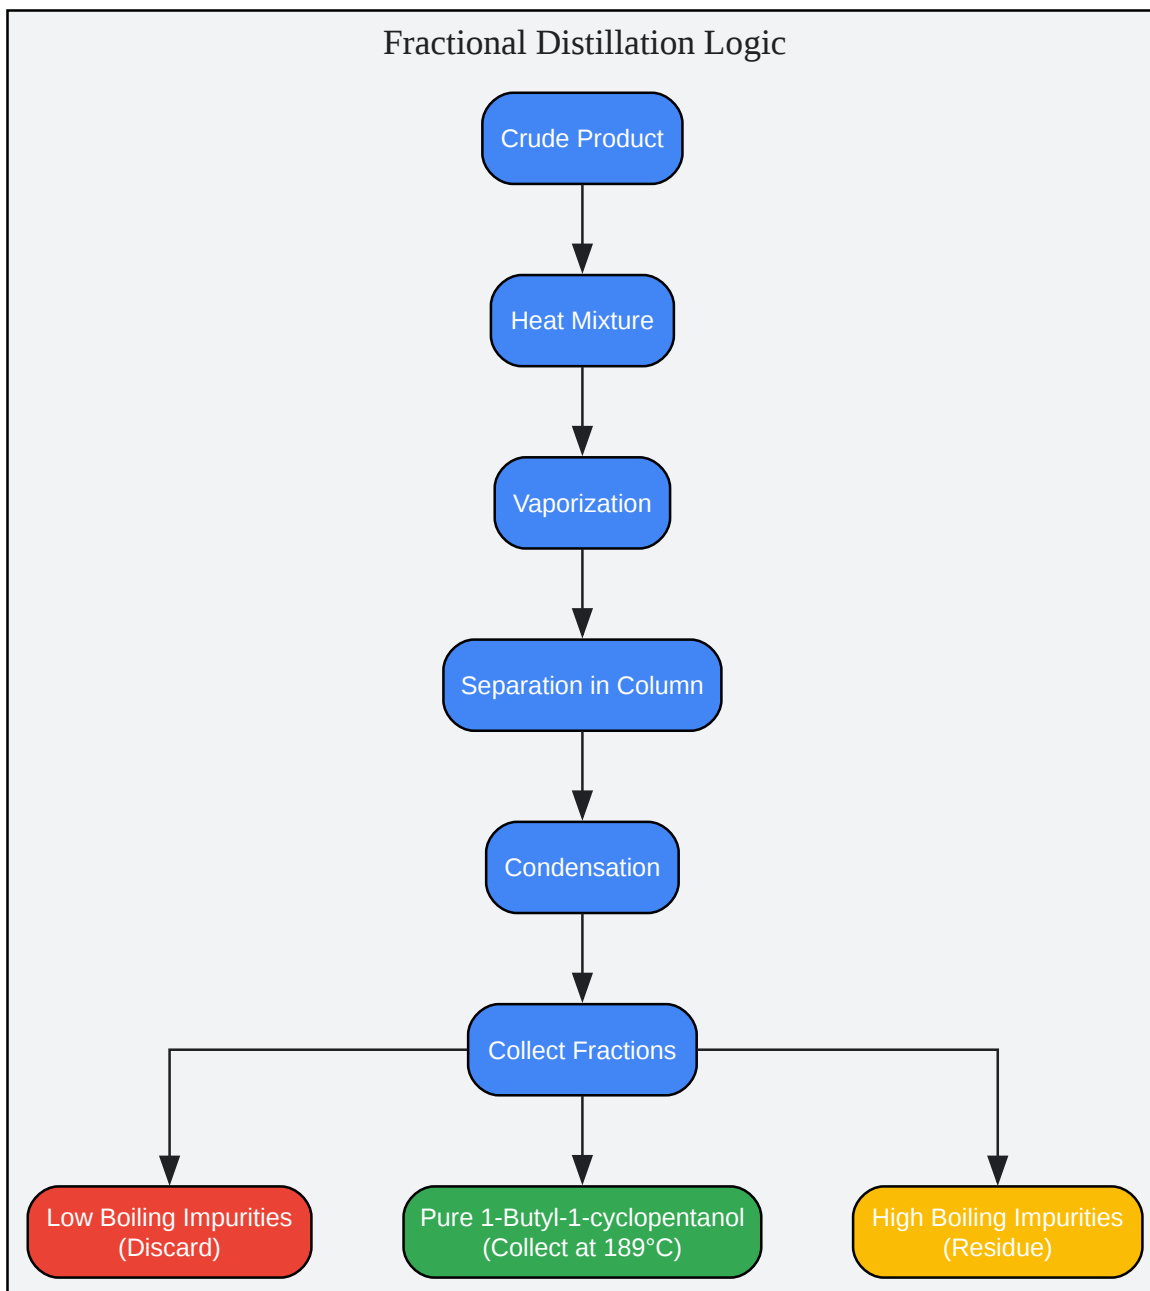 Fractional Distillation Logic
Crude Product
Heat Mixture
Vaporization
Separation in Column
Condensation
Collect Fractions
Low Boiling Impurities
(Discard)
Pure 1-Butyl-1-cyclopentanol
(Collect at 189°C)
High Boiling Impurities
(Residue)